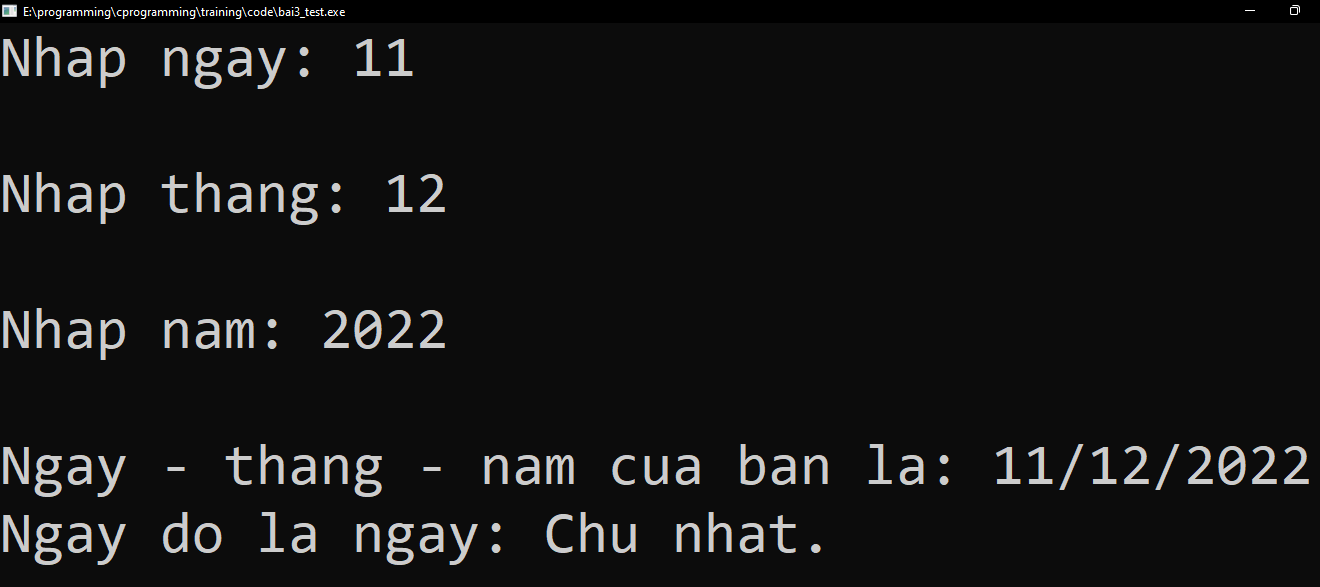 E:\programming\cprogramming\training\code\bai3_test.exe
Nhap ngay: 11
Nhap thang: 12
Nhap nam: 2022
Ngay - thang - nam cua ban la: 11/12/2022
Ngay do la ngay: Chu nhat.